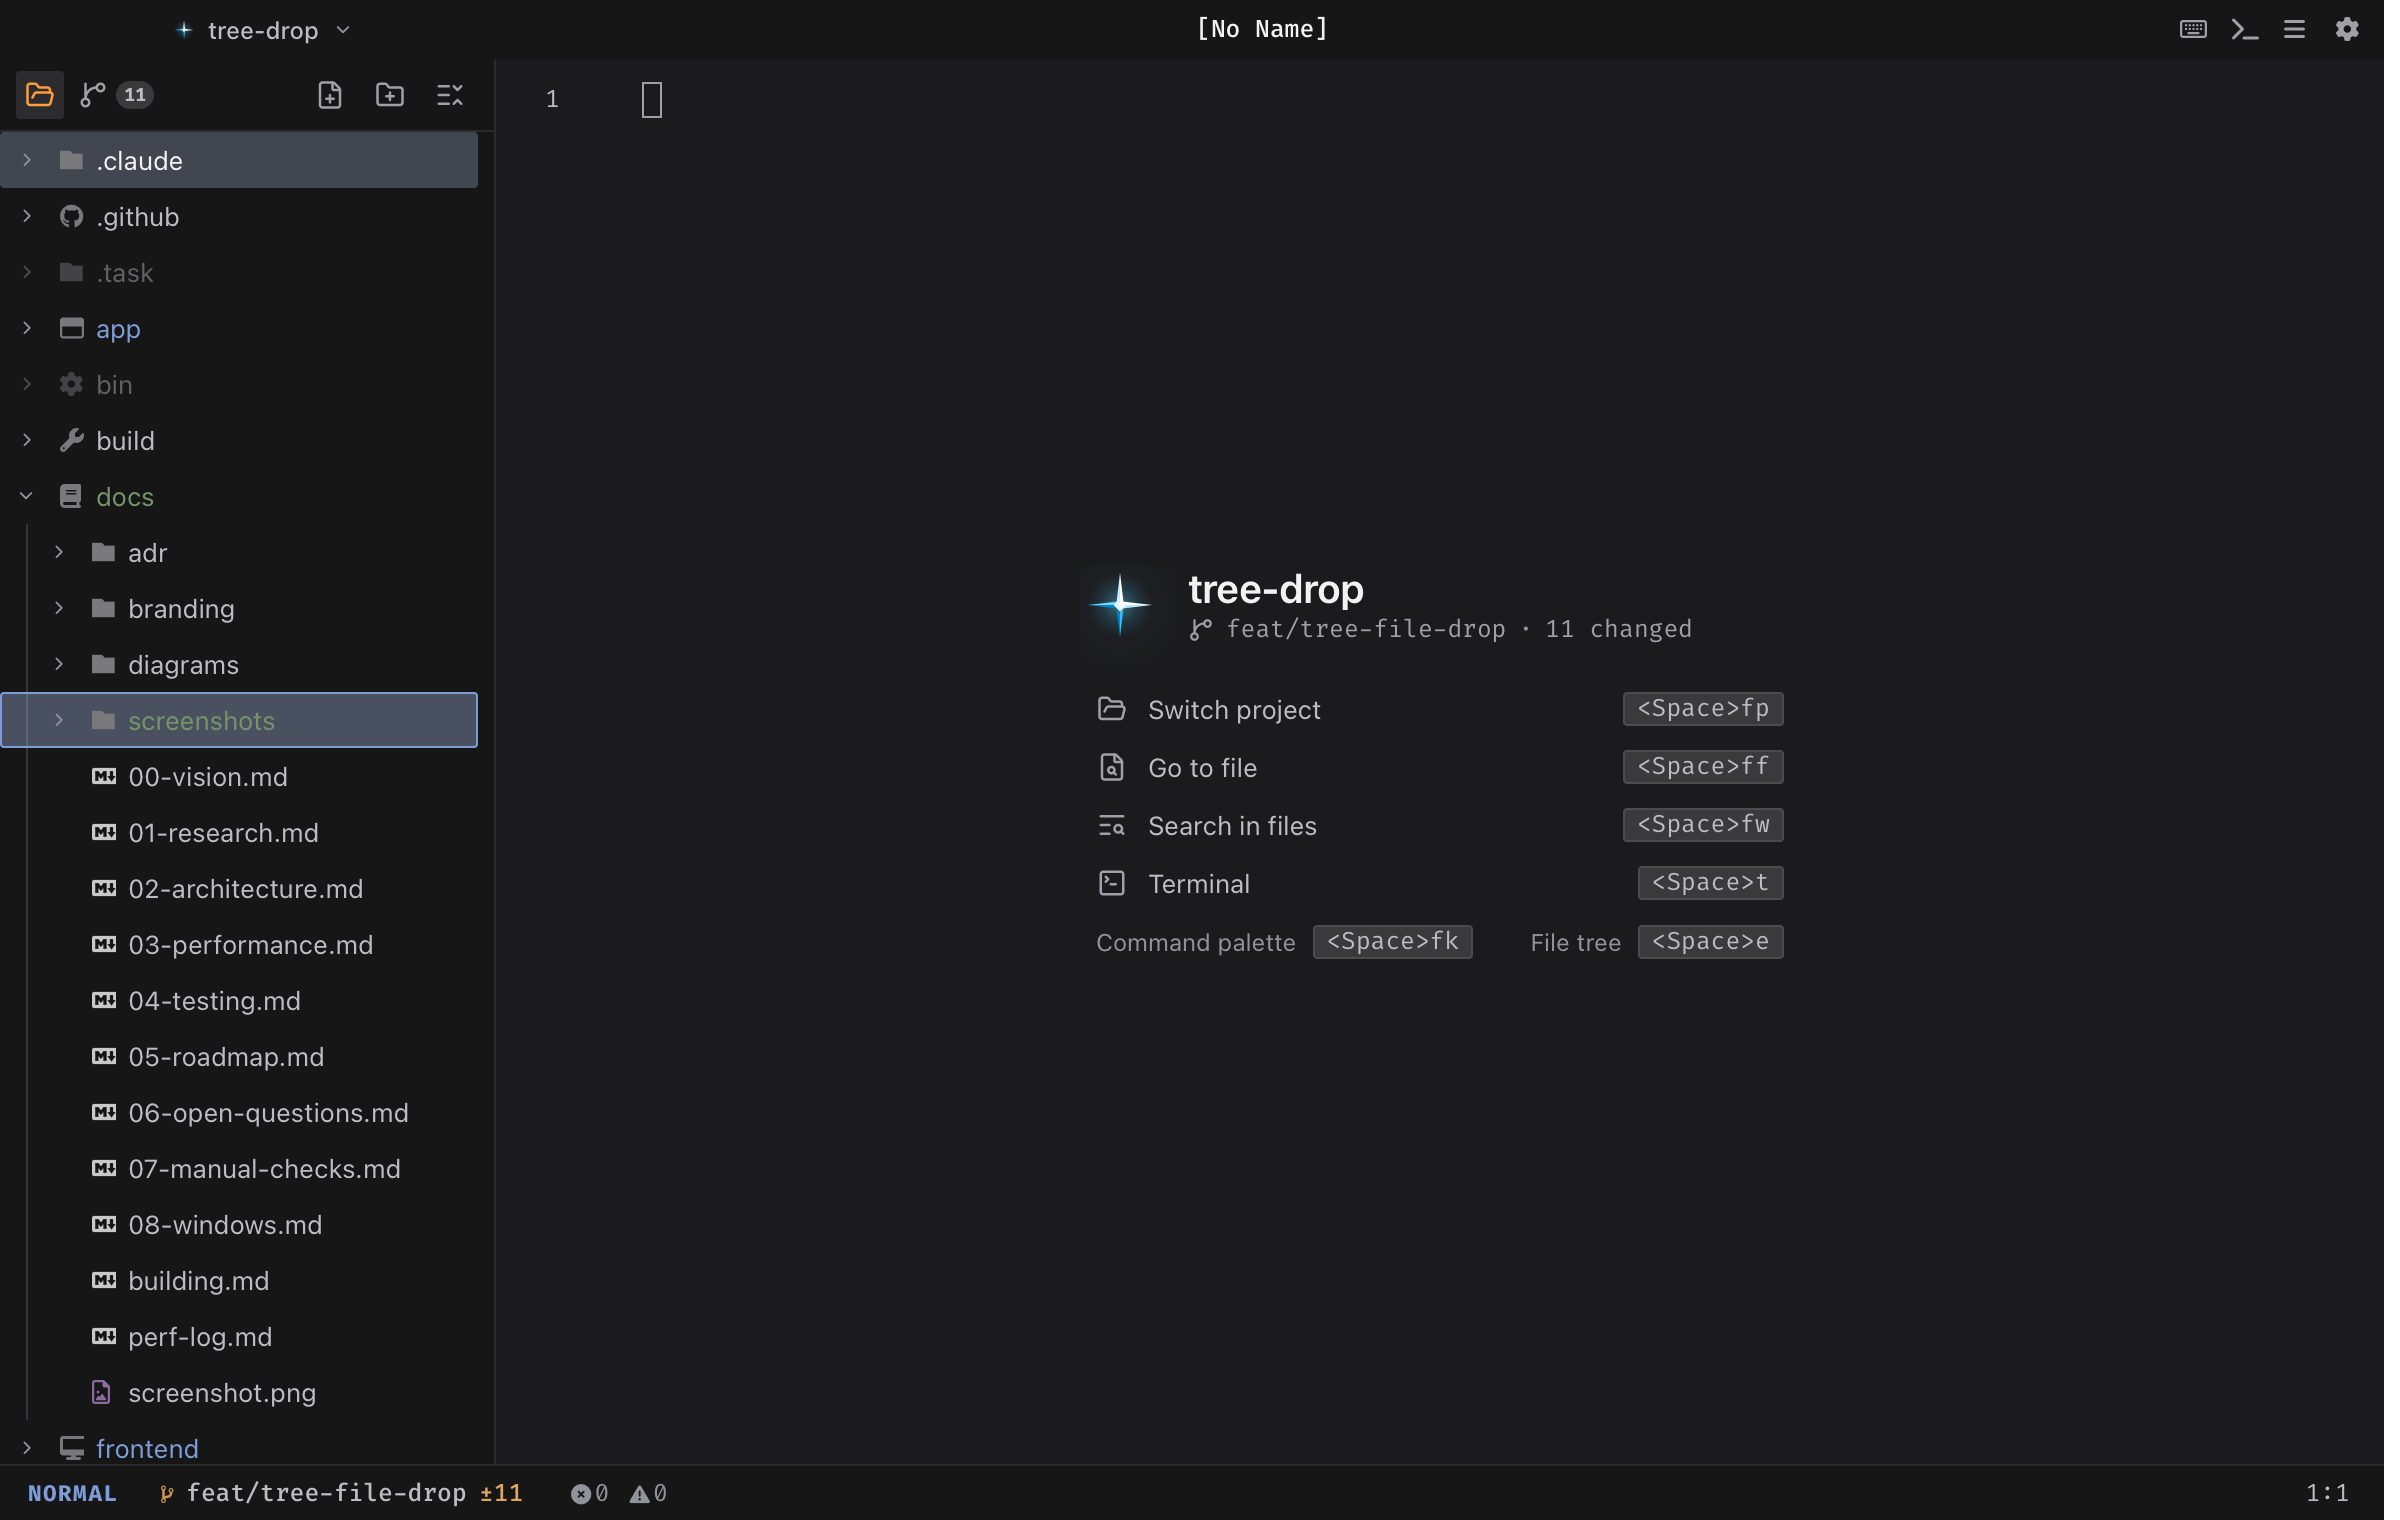 tree-drop
[No Name]
11
1
.claude
.github
.task
app
bin
build
docs
adr
branding
diagrams
screenshots
00-vision.md
01-research.md
02-architecture.md
03-performance.md
04-testing.md
05-roadmap.md
06-open-questions.md
07-manual-checks.md
08-windows.md
building.md
perf-log.md
screenshot.png
frontend
tree-drop
feat/tree-file-drop · 11 changed
Switch project <Space>fp
Go to file <Space>ff
Search in files <Space>fw
Terminal <Space>t
Command palette <Space>fk File tree <Space>e
NORMAL feat/tree-file-drop ±11 0 0 1:1